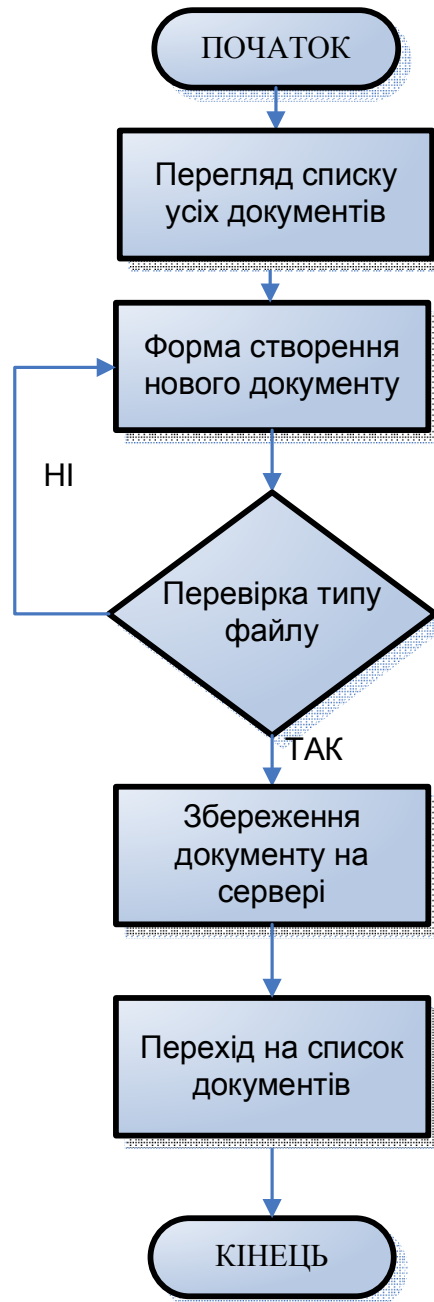 ПОЧАТОК
Перегляд списку
усіх документів
Форма створення
нового документу
НІ
Перевірка типу
файлу
ТАК
Збереження
документу на
сервері
Перехід на список
документів
КІНЕЦЬ